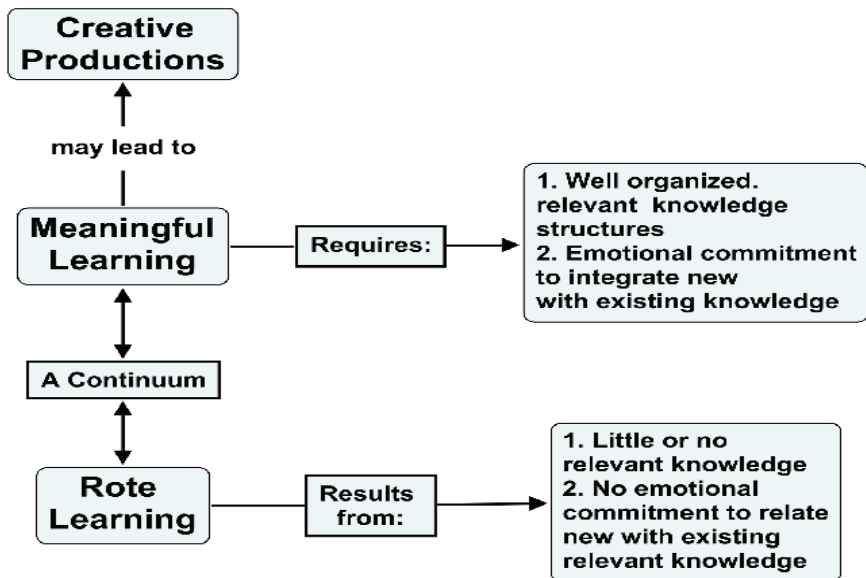 Creative
Productions
may lead to
Meaningful
Learning
Requires:
1. Well organized.
relevant knowledge
structures
2. Emotional commitment
to integrate new
with existing knowledge
A Continuum
Rote
Learning
Results
from:
1. Little or no
relevant knowledge
2. No emotional
commitment to relate
new with existing
relevant knowledge